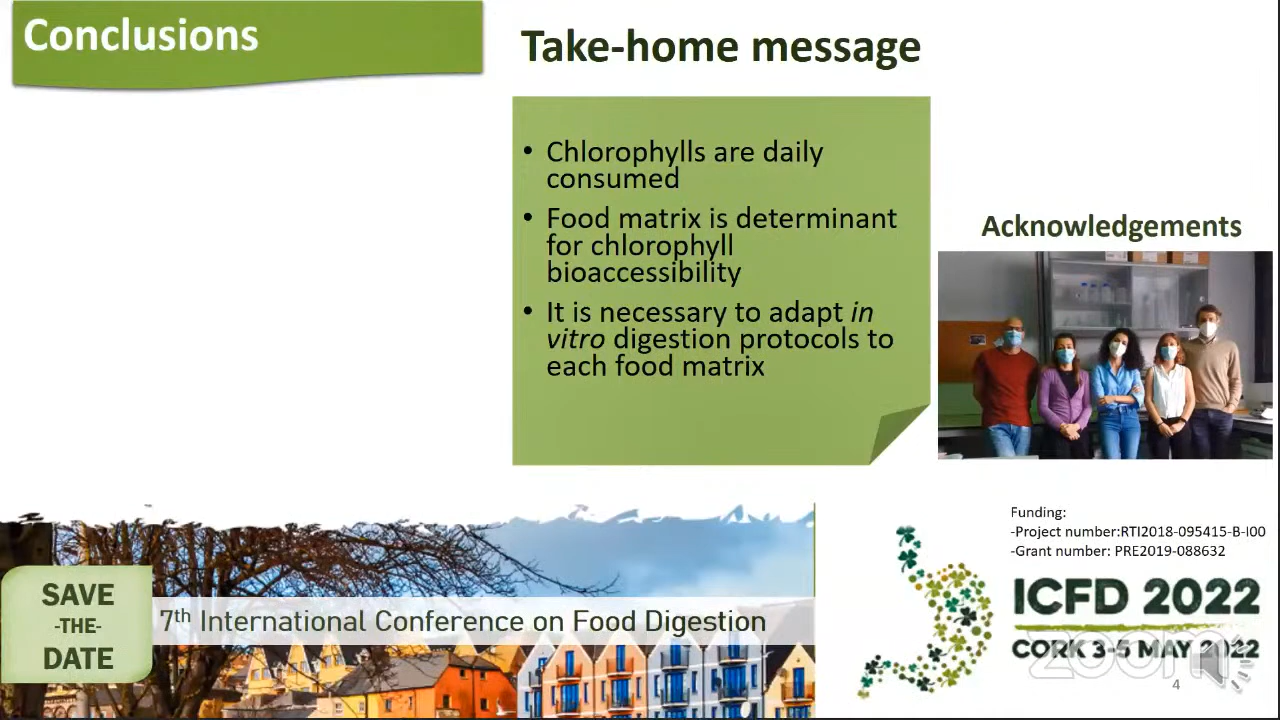 Conclusions
Take-home message
• Chlorophylls are daily
consumed
• Food matrix is determinant
for chlorophyll
bioaccessibility
• It is necessary to adapt in
vitro digestion protocols to
each food matrix
Acknowledgements
Funding:
-Project number:RTI2018-095415-B-I00
-Grant number: PRE2019-088632
SAVE
-THE-
DATE
7th International Conference on Food Digestion
ICFD 2022
CORK 3-5 MAY 2022
zoom
4